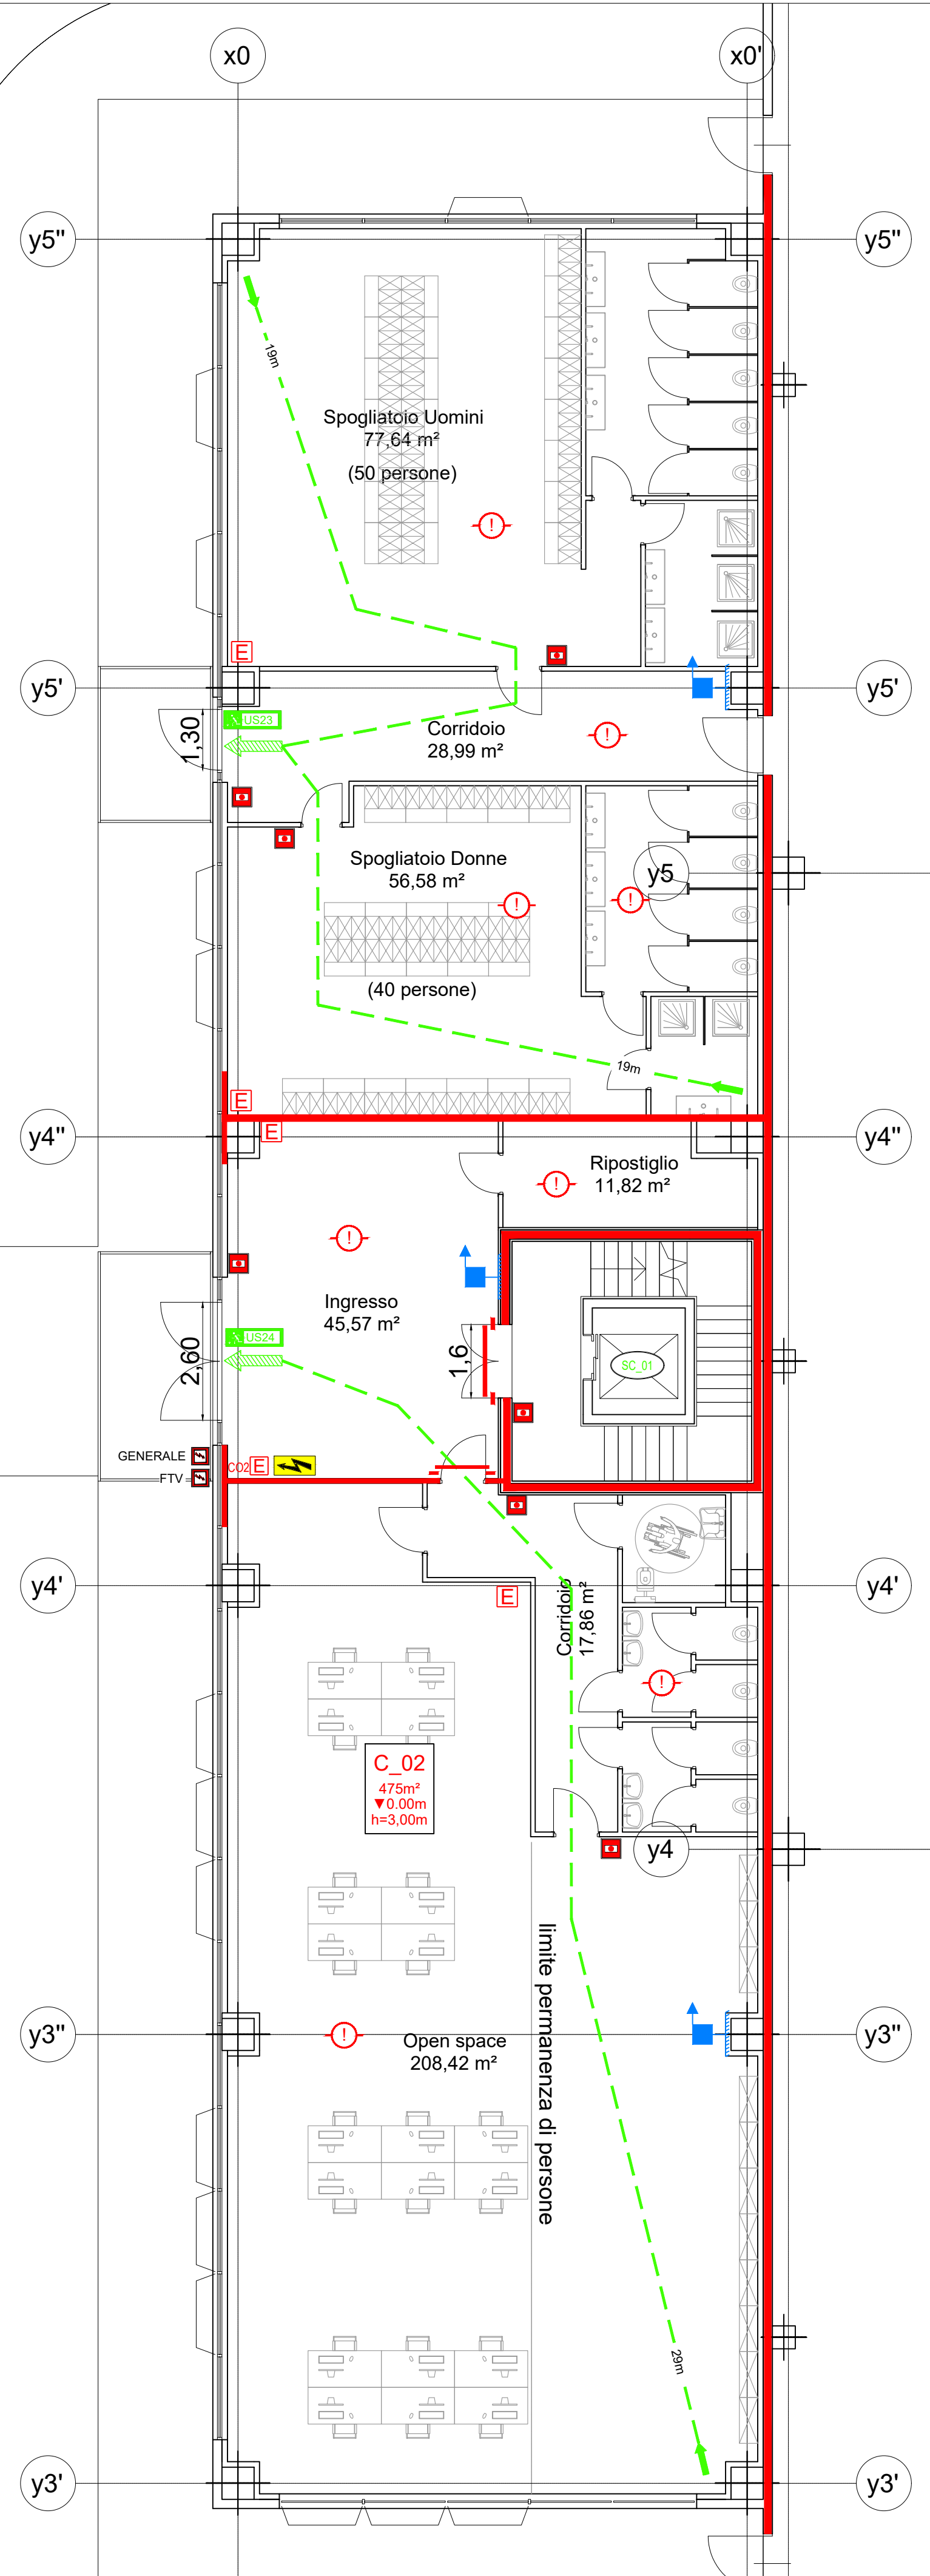 x0
x0'
y5''
y5''
19m
Spogliatoio Uomini
77,64 m²
(50 persone)
!
E
y5'
y5'
US23
1,30
Corridoio
28,99 m²
!
Spogliatoio Donne
56,58 m²
y5
!
!
(40 persone)
19m
E
E
y4''
y4''
Ripostiglio
11,82 m²
!
!
Ingresso
45,57 m²
US24
2,60
1,6
SC_01
GENERALE
FTV
CO2
E
y4'
y4'
E
Corridoio
17,86 m²
!
C_02
475m²
▼0.00m
h=3,00m
y4
limite permanenza di persone
y3''
y3''
!
Open space
208,42 m²
29m
y3'
y3'